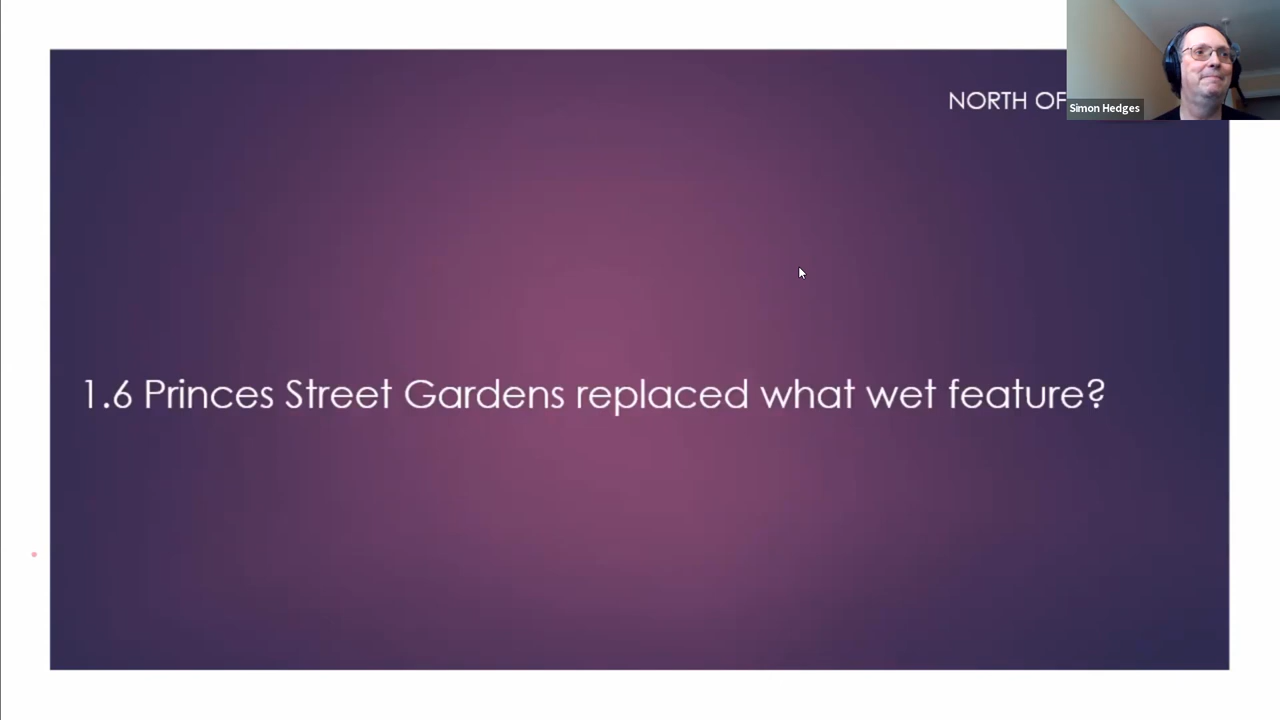 NORTH OF
Simon Hedges
1.6 Princes Street Gardens replaced what wet feature?